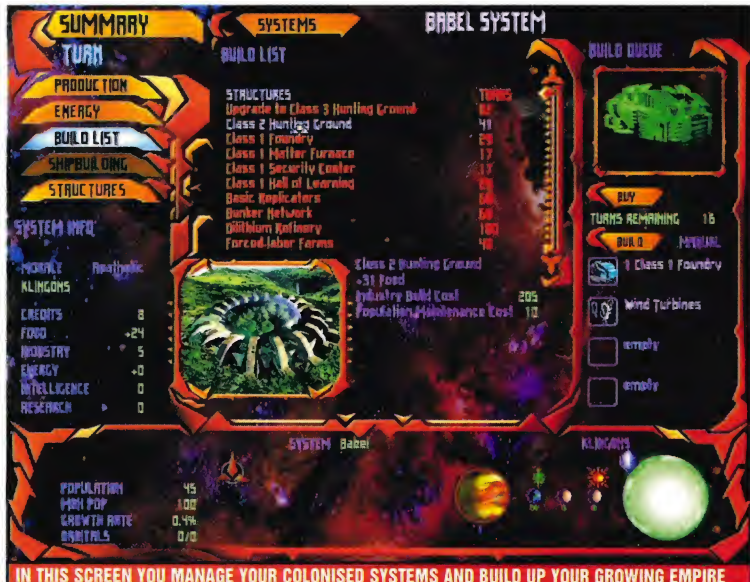 SUMMARY
TURN
PRODUCTION
ENERGY
BUILD LIST
SHIPBUILDING
STRUCTURES
SYSTEM INFO
MORALE Apathetic
KLINGONS
CREDITS 8
FOOD +24
INDUSTRY 5
ENERGY +0
INTELLIGENCE 0
RESEARCH 0
SYSTEMS
BABEL SYSTEM
BUILD LIST
STRUCTURES TURNS
Upgrade to Class 3 Hunting Ground
Class 2 Hunting Ground 41
Class 1 Foundry
Class 1 Matter Furnace 17
Class 1 Security Center 17
Class 1 Hall of Learning
Basic Replicators
Bunker Network
Dilithium Refinery
Forced-labor Farms
Class 2 Hunting Ground
+31 Food
Industry Build Cost 205
Population Maintenance Cost 10
BUILD QUEUE
BUY
TURNS REMAINING 16
BUILD MANUAL
1 Class 1 Foundry
Wind Turbines
empty
empty
SYSTEM Babel
KLINGONS
POPULATION 45
MAX POP 100
GROWTH RATE 0.4%
ORBITALS 0/0
IN THIS SCREEN YOU MANAGE YOUR COLONISED SYSTEMS AND BUILD UP YOUR GROWING EMPIRE